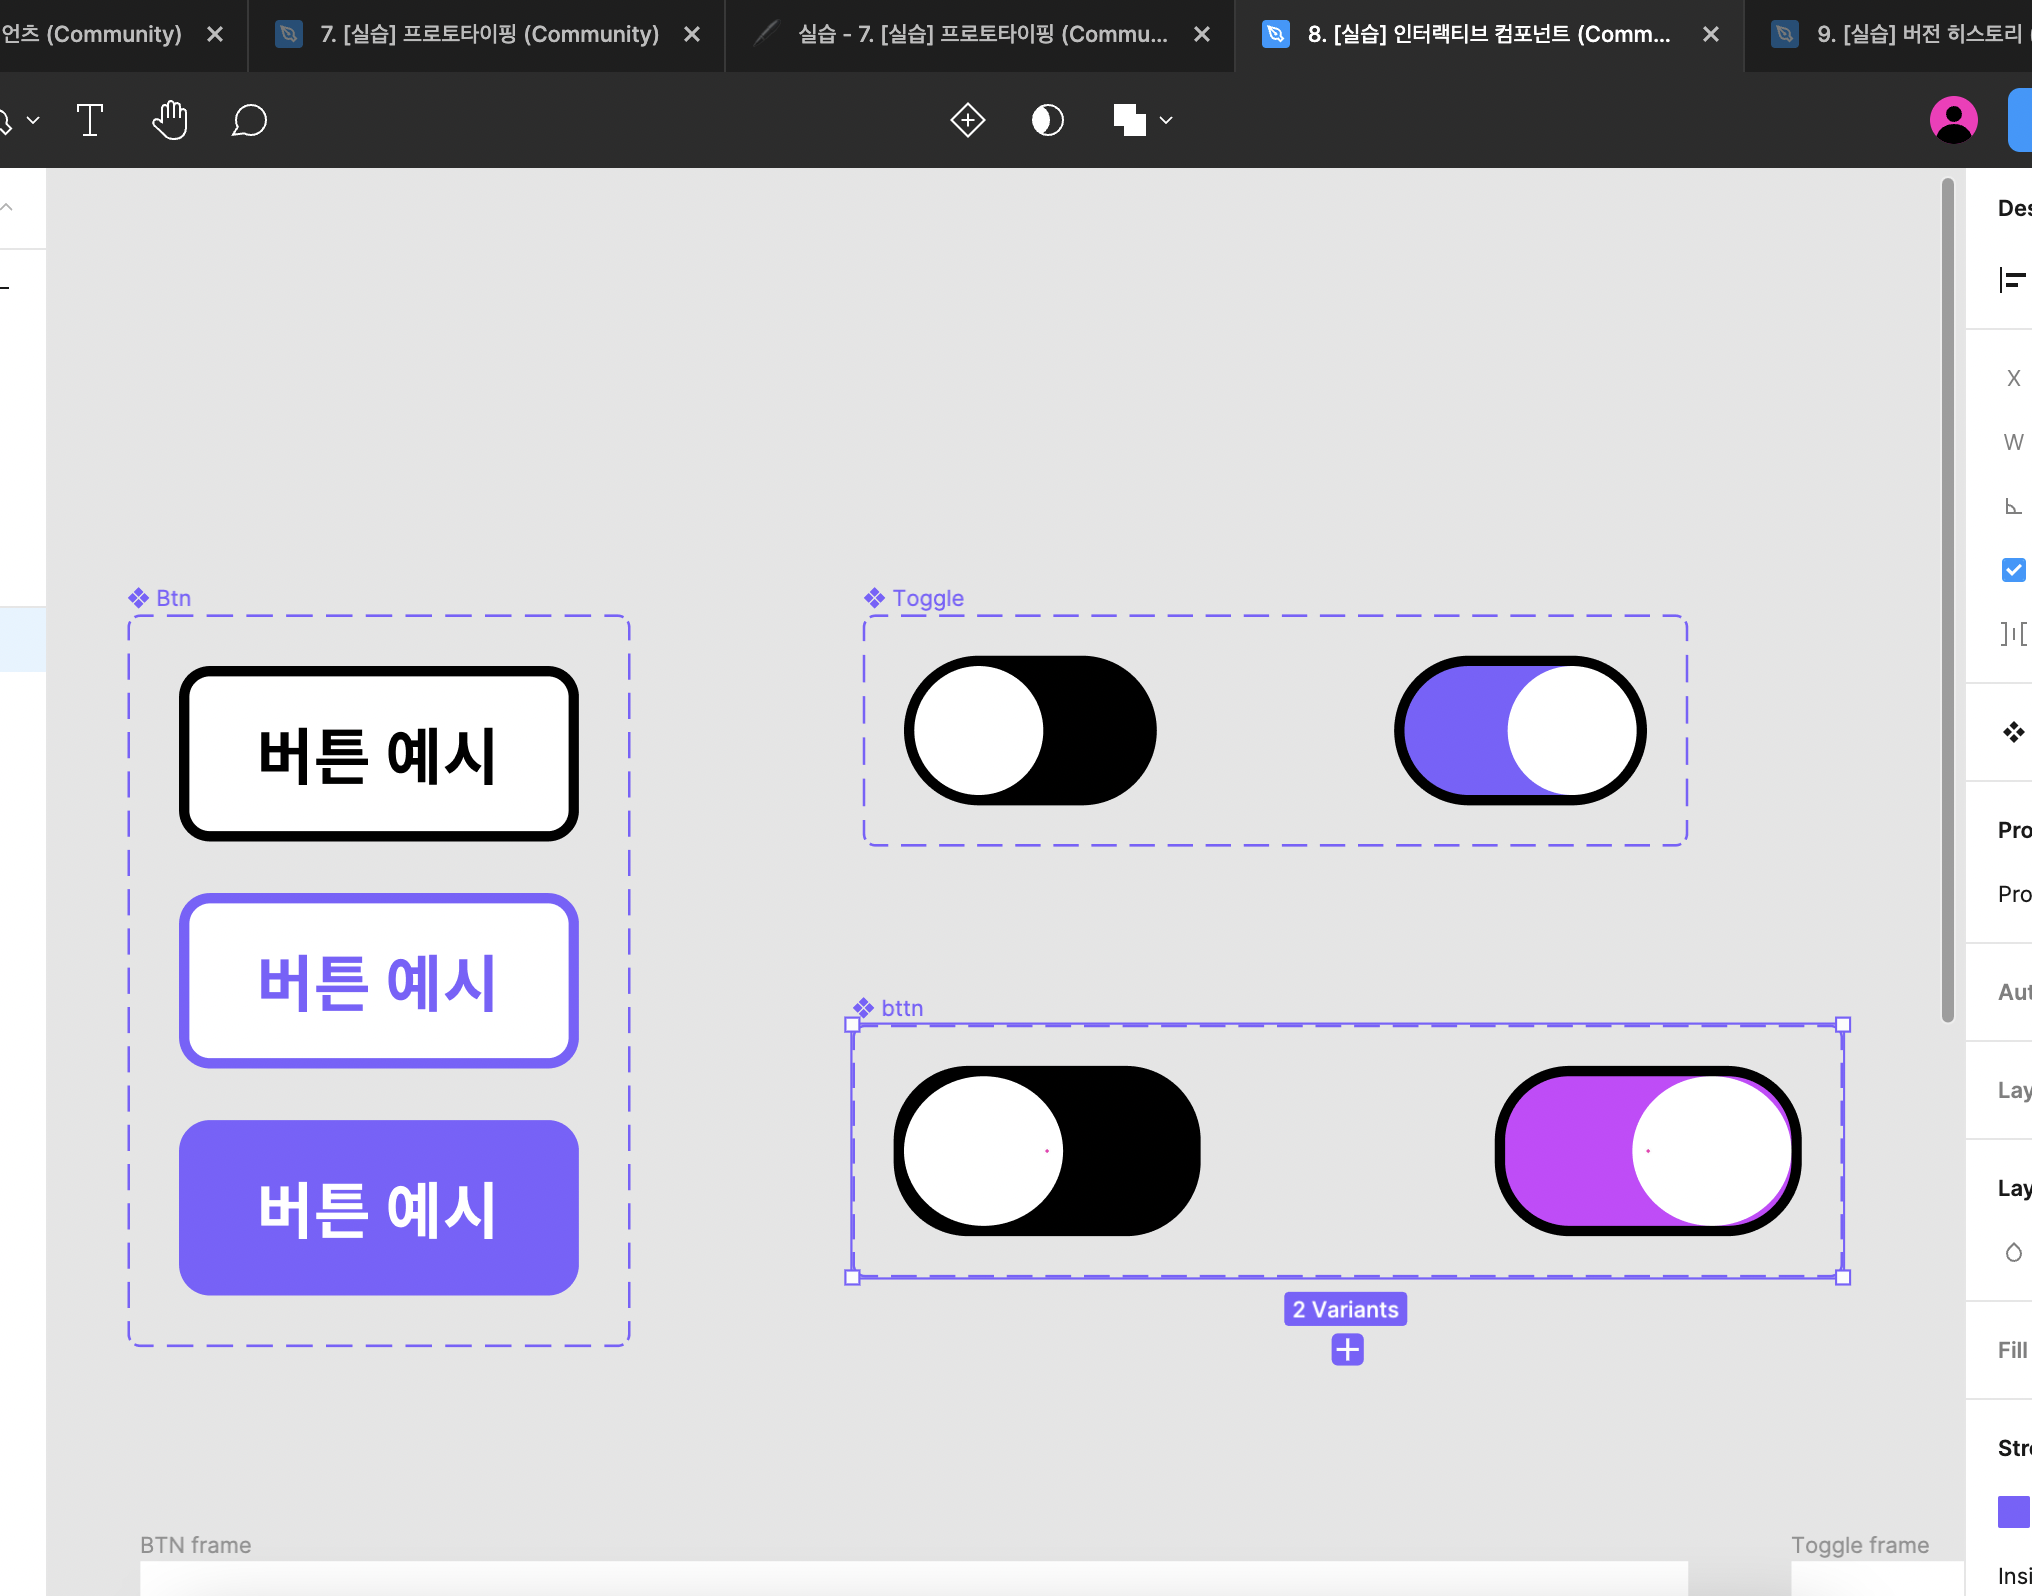 언츠 (Community)
7. [실습] 프로토타이핑 (Community)
실습 - 7. [실습] 프로토타이핑 (Commu...
8. [실습] 인터랙티브 컴포넌트 (Comm...
9. [실습] 버전 히스토리
Des
X
W
Btn
Toggle
버튼 예시
버튼 예시
버튼 예시
bttn
2 Variants
Pro
Pro
Aut
Lay
Lay
Fill
Stro
Insi
BTN frame
Toggle frame